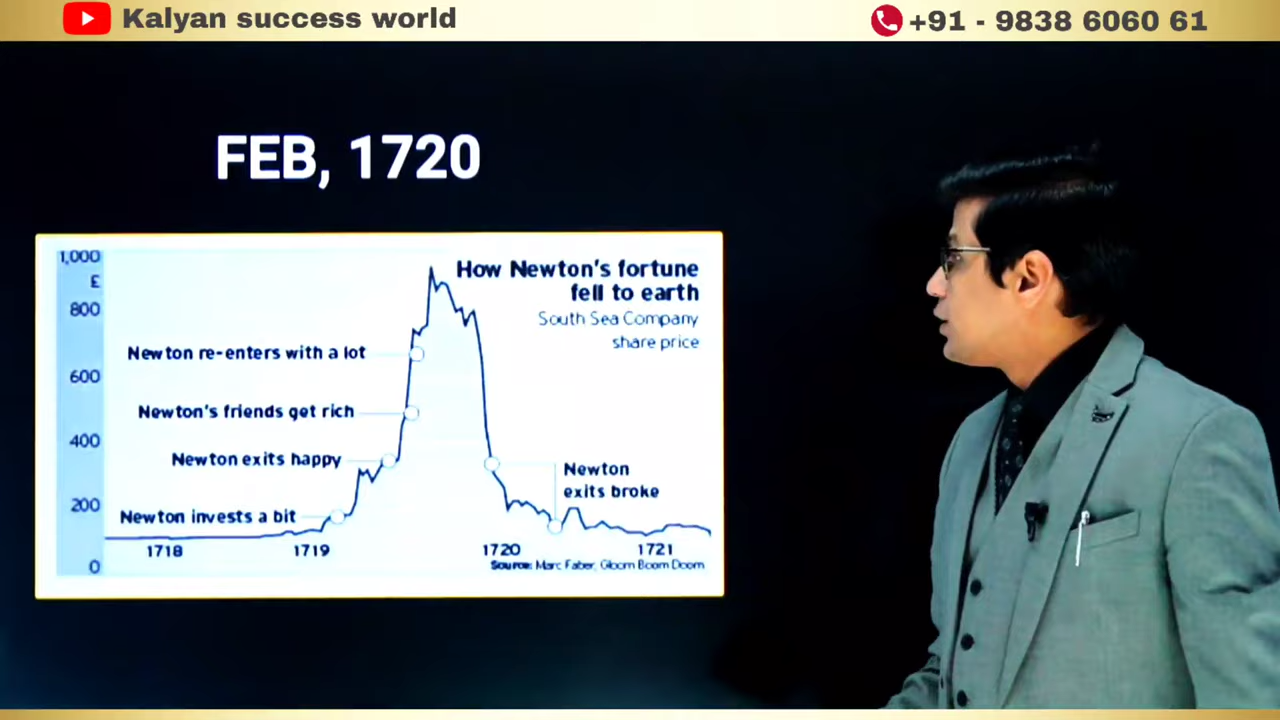 Kalyan success world
+91 - 9838 6060 61
FEB, 1720
How Newton's fortune
fell to earth
South Sea Company
share price
1,000
£
800
600
400
200
0
Newton re-enters with a lot
Newton's friends get rich
Newton exits happy
Newton invests a bit
Newton
exits broke
1718
1719
1720
1721
Source: Marc Faber, Gloom Boom Doom